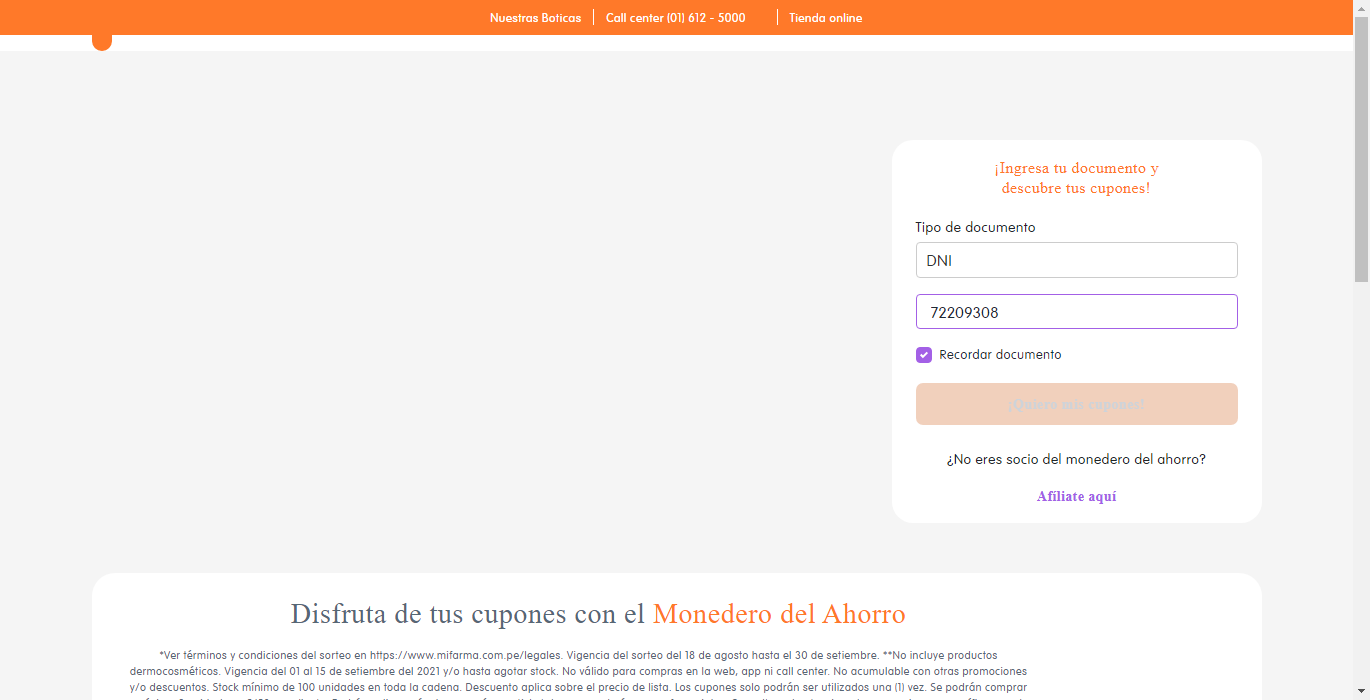 Nuestras Boticas
Call center (01) 612 - 5000
Tienda online
¡Ingresa tu documento y
descubre tus cupones!
Tipo de documento
DNI
72209308
Recordar documento
¡Quiero mis cupones!
¿No eres socio del monedero del ahorro?
Afíliate aquí
Disfruta de tus cupones con el Monedero del Ahorro
*Ver términos y condiciones del sorteo en https://www.mifarma.com.pe/legales. Vigencia del sorteo del 18 de agosto hasta el 30 de setiembre. **No incluye productos
dermocosméticos. Vigencia del 01 al 15 de setiembre del 2021 y/o hasta agotar stock. No válido para compras en la web, app ni call center. No acumulable con otras promociones
y/o descuentos. Stock mínimo de 100 unidades en toda la cadena. Descuento aplica sobre el precio de lista. Los cupones solo podrán ser utilizados una (1) vez. Se podrán comprar